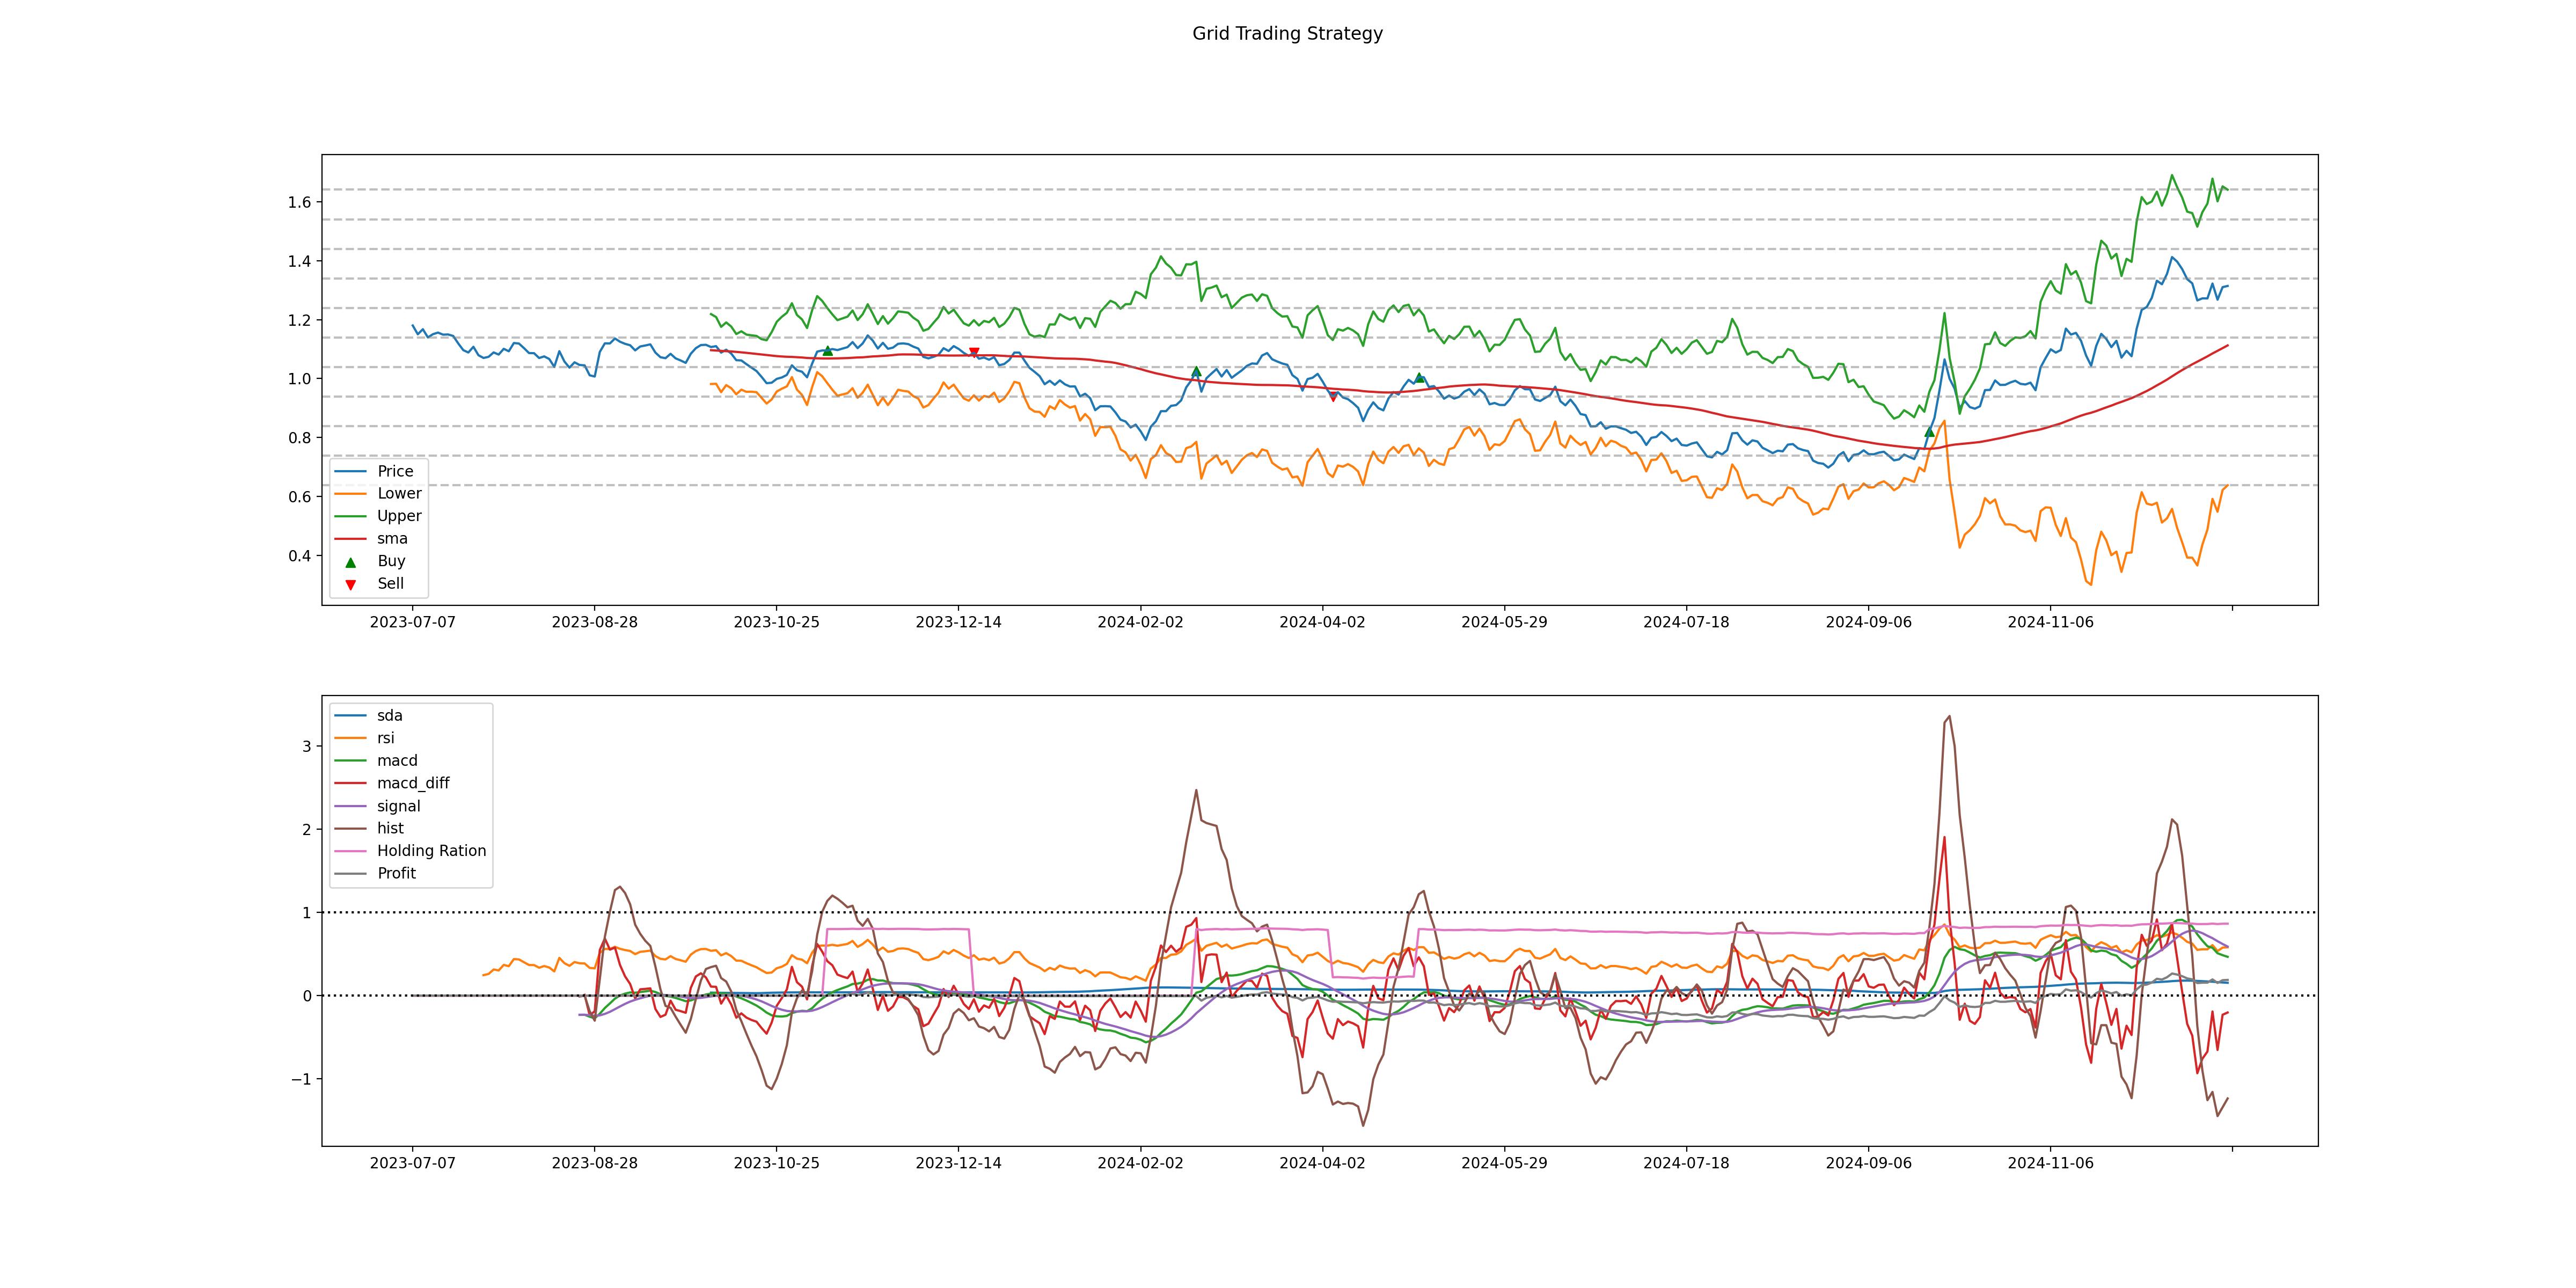 Grid Trading Strategy
1.6
1.4
1.2
1.0
0.8
0.6
0.4
Price
Lower
Upper
sma
Buy
Sell
2023-07-07 2023-08-28 2023-10-25 2023-12-14 2024-02-02 2024-04-02 2024-05-29 2024-07-18 2024-09-06 2024-11-06
3
2
1
0
−1
sda
rsi
macd
macd_diff
signal
hist
Holding Ration
Profit
2023-07-07 2023-08-28 2023-10-25 2023-12-14 2024-02-02 2024-04-02 2024-05-29 2024-07-18 2024-09-06 2024-11-06